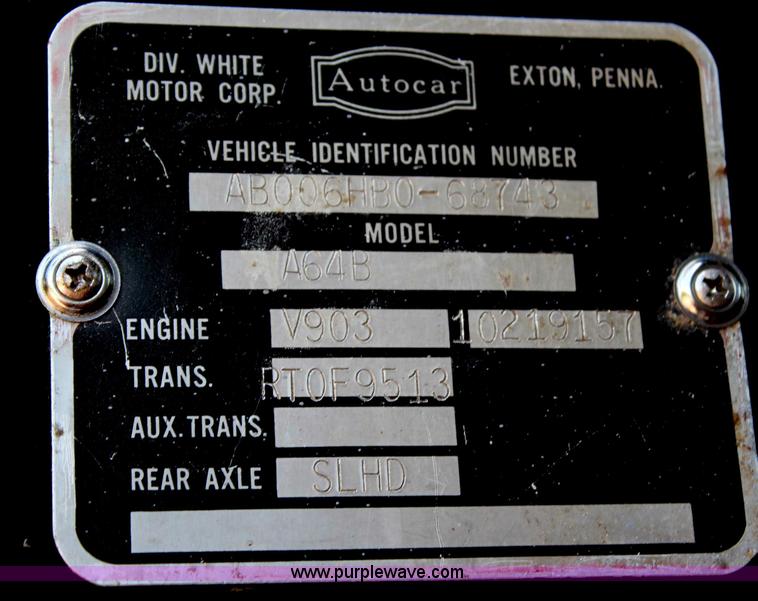 DIV. WHITE
MOTOR CORP.
Autocar
EXTON, PENNA.
VEHICLE IDENTIFICATION NUMBER
AB006HB0-68743
MODEL
A64B
ENGINE V903 10219157
TRANS. RTOF9513
AUX. TRANS.
REAR AXLE SLHD
www.purplewave.com